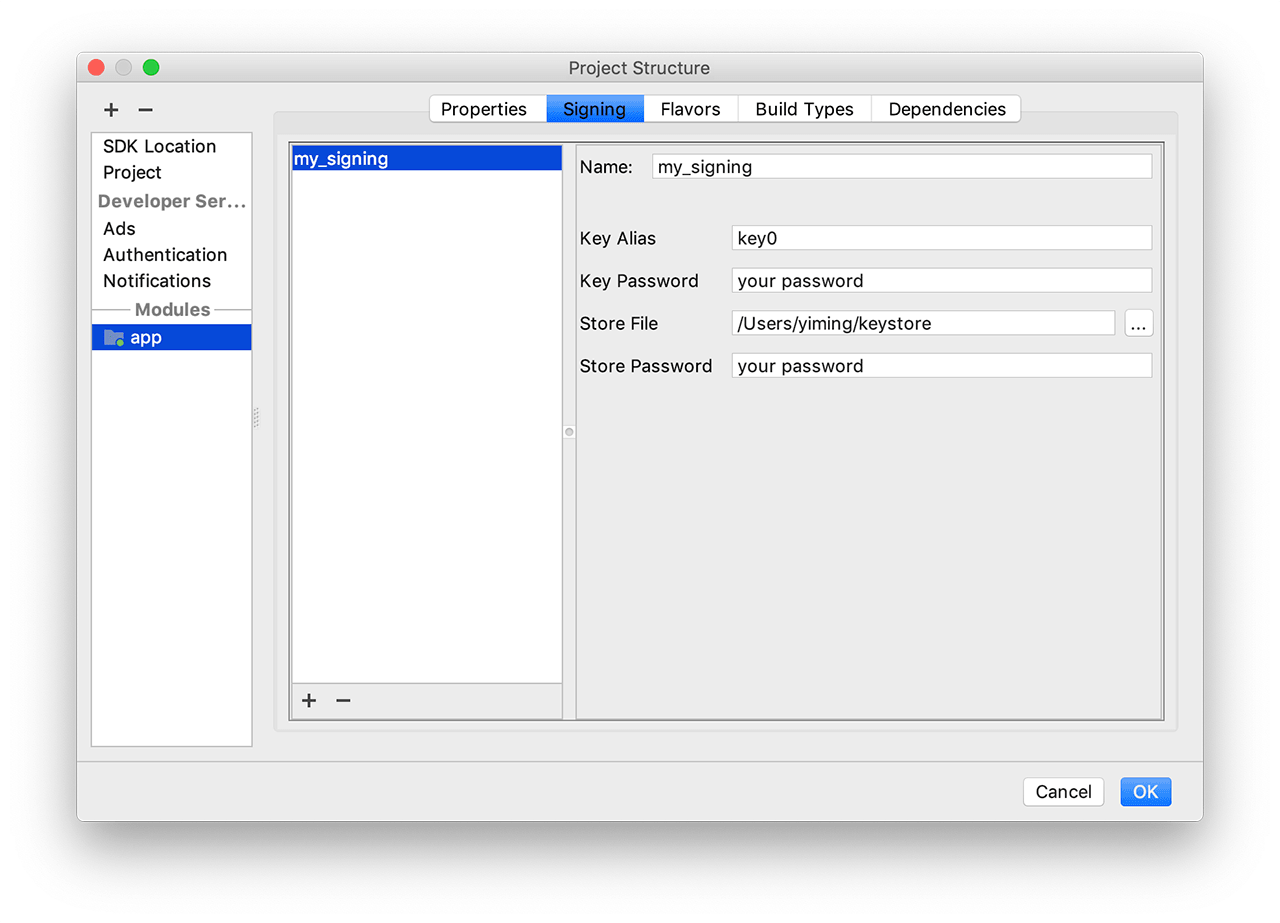 Project Structure
+ −
Properties Signing Flavors Build Types Dependencies
SDK Location
Project
Developer Ser...
Ads
Authentication
Notifications
Modules
app
my_signing
+ −
Name: my_signing
Key Alias key0
Key Password your password
Store File /Users/yiming/keystore ...
Store Password your password
Cancel OK